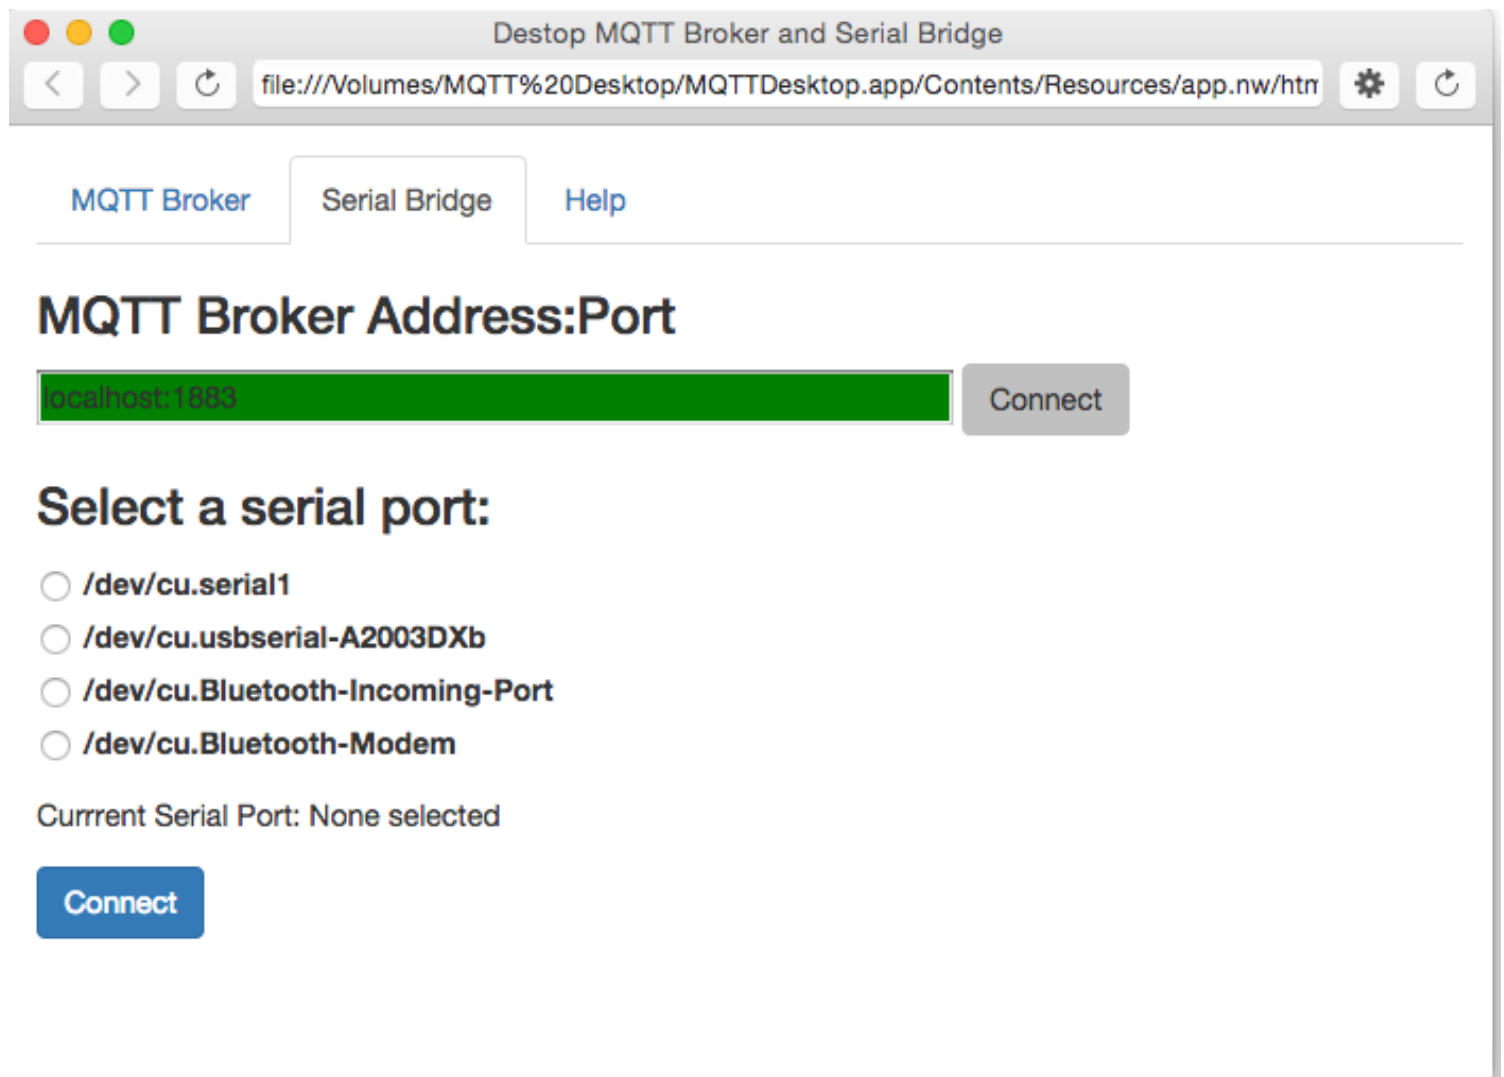 Destop MQTT Broker and Serial Bridge
file:///Volumes/MQTT%20Desktop/MQTTDesktop.app/Contents/Resources/app.nw/htm
MQTT Broker Serial Bridge Help
MQTT Broker Address:Port
localhost:1883 Connect
Select a serial port:
/dev/cu.serial1
/dev/cu.usbserial-A2003DXb
/dev/cu.Bluetooth-Incoming-Port
/dev/cu.Bluetooth-Modem
Currrent Serial Port: None selected
Connect